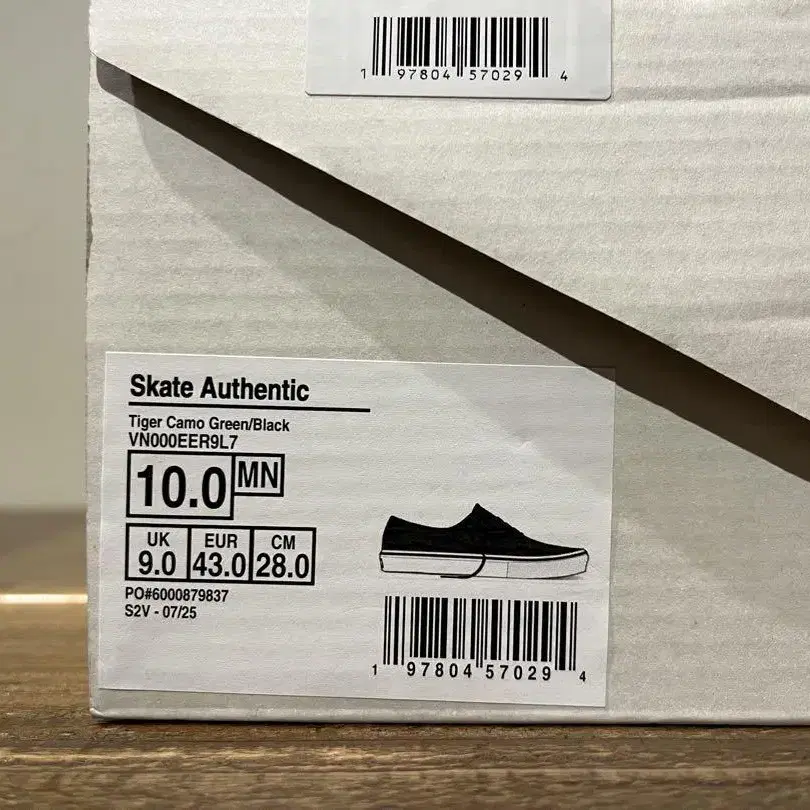 1 97804 57029 4
Skate Authentic
Tiger Camo Green/Black
VN000EER9L7
10.0 MN
UK EUR CM
9.0 43.0 28.0
PO#6000879837
S2V - 07/25
1 97804 57029 4